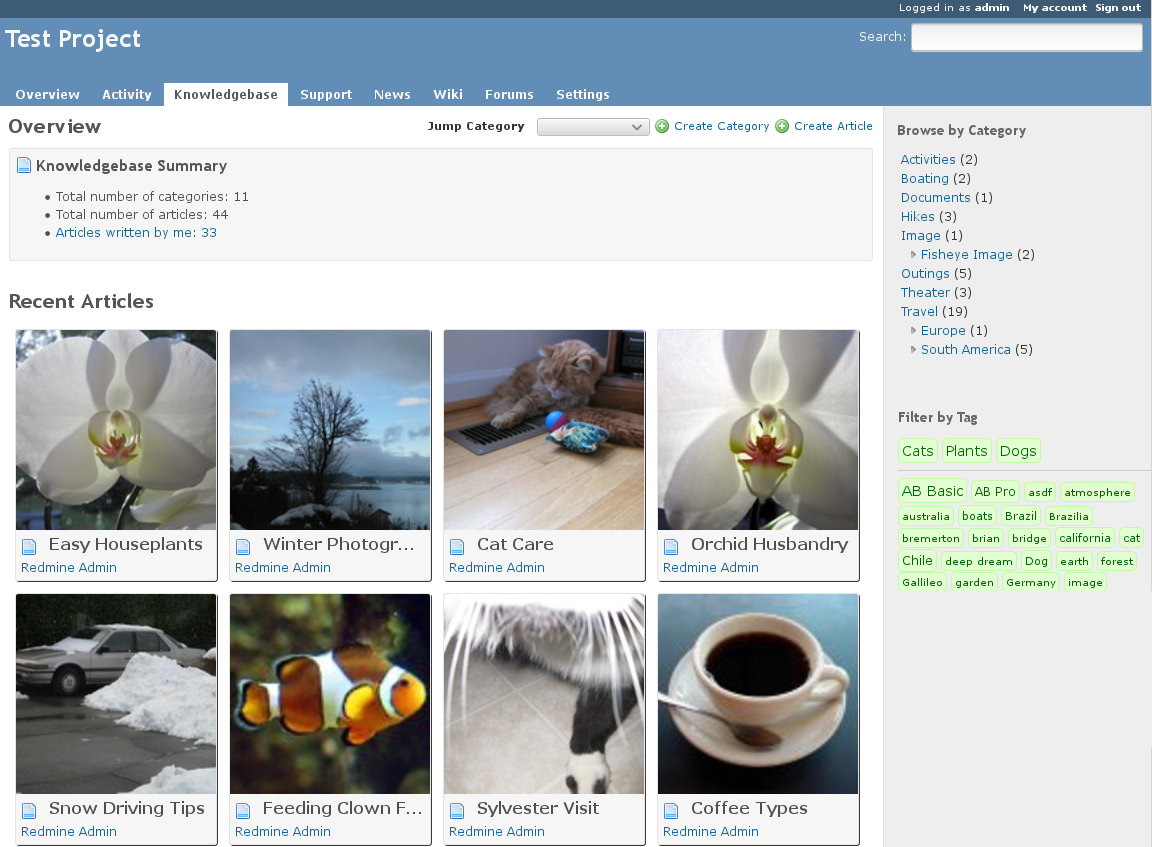 Logged in as admin My account Sign out
Test Project
Search:
Overview Activity Knowledgebase Support News Wiki Forums Settings
Overview
Jump Category Create Category Create Article
Knowledgebase Summary
Total number of categories: 11
Total number of articles: 44
Articles written by me: 33
Recent Articles
Easy Houseplants
Redmine Admin
Winter Photogr...
Redmine Admin
Cat Care
Redmine Admin
Orchid Husbandry
Redmine Admin
Snow Driving Tips
Redmine Admin
Feeding Clown F...
Redmine Admin
Sylvester Visit
Redmine Admin
Coffee Types
Redmine Admin
Browse by Category
Activities (2)
Boating (2)
Documents (1)
Hikes (3)
Image (1)
Fisheye Image (2)
Outings (5)
Theater (3)
Travel (19)
Europe (1)
South America (5)
Filter by Tag
Cats Plants Dogs
AB Basic AB Pro asdf atmosphere
australia boats Brazil Brazilia
bremerton brian bridge california cat
Chile deep dream Dog earth forest
Gallileo garden Germany image